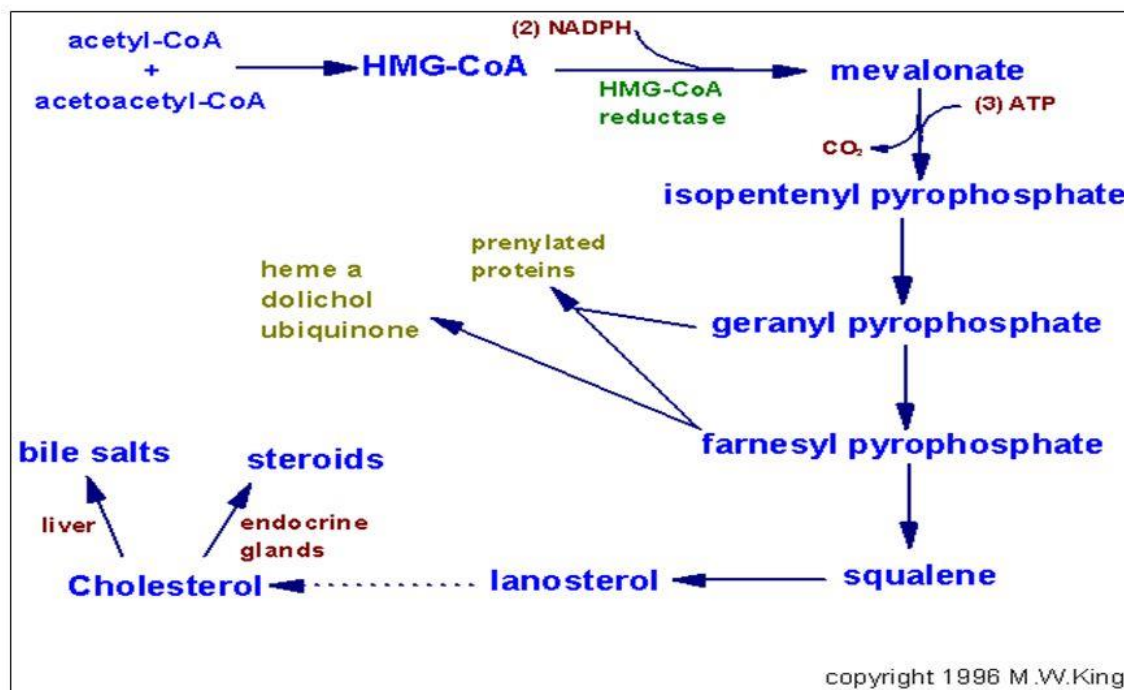 acetyl-CoA
+
acetoacetyl-CoA
HMG-CoA
(2) NADPH
HMG-CoA
reductase
mevalonate
(3) ATP
CO₂
isopentenyl pyrophosphate
prenylated
proteins
heme a
dolichol
ubiquinone
geranyl pyrophosphate
farnesyl pyrophosphate
bile salts
steroids
liver
endocrine
glands
Cholesterol
lanosterol
squalene
copyright 1996 M.W.King